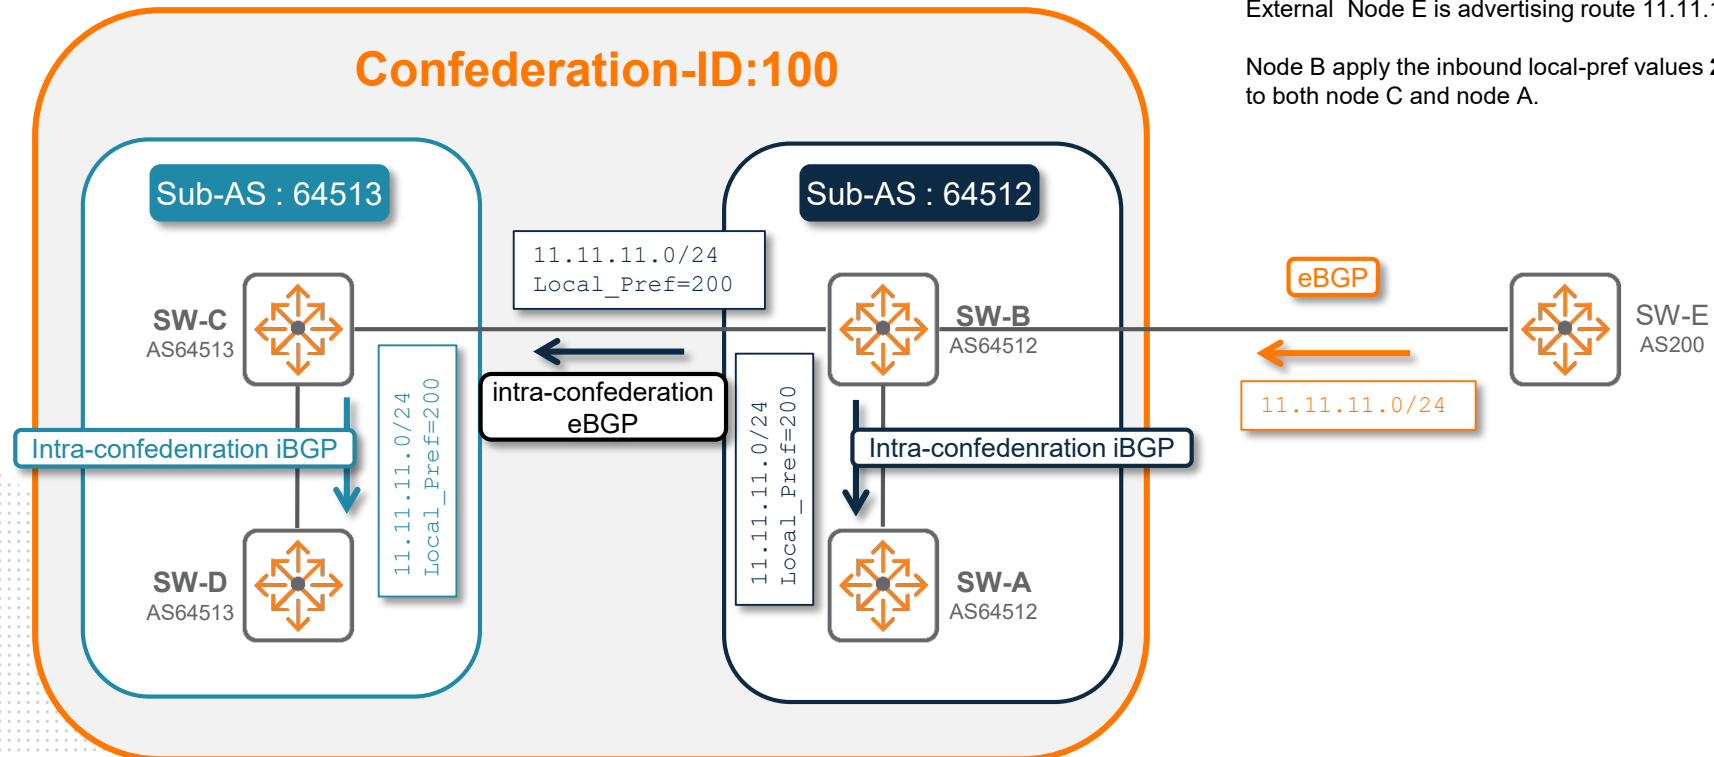 External  Node E is advertising route 11.11.1
Node B apply the inbound local-pref values 2
to both node C and node A.
Confederation-ID:100
Sub-AS : 64513
Sub-AS : 64512
11.11.11.0/24
Local_Pref=200
eBGP
SW-C
AS64513
SW-B
AS64512
SW-E
AS200
intra-confederation
eBGP
11.11.11.0/24
11.11.11.0/24
Local_Pref=200
11.11.11.0/24
Local_Pref=200
Intra-confedenration iBGP
Intra-confedenration iBGP
SW-D
AS64513
SW-A
AS64512